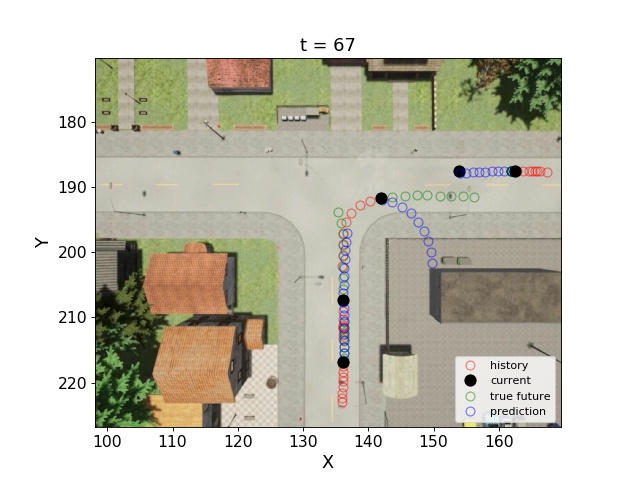 t = 67
Y
180
190
200
210
220
history
current
true future
prediction
100 110 120 130 140 150 160
X